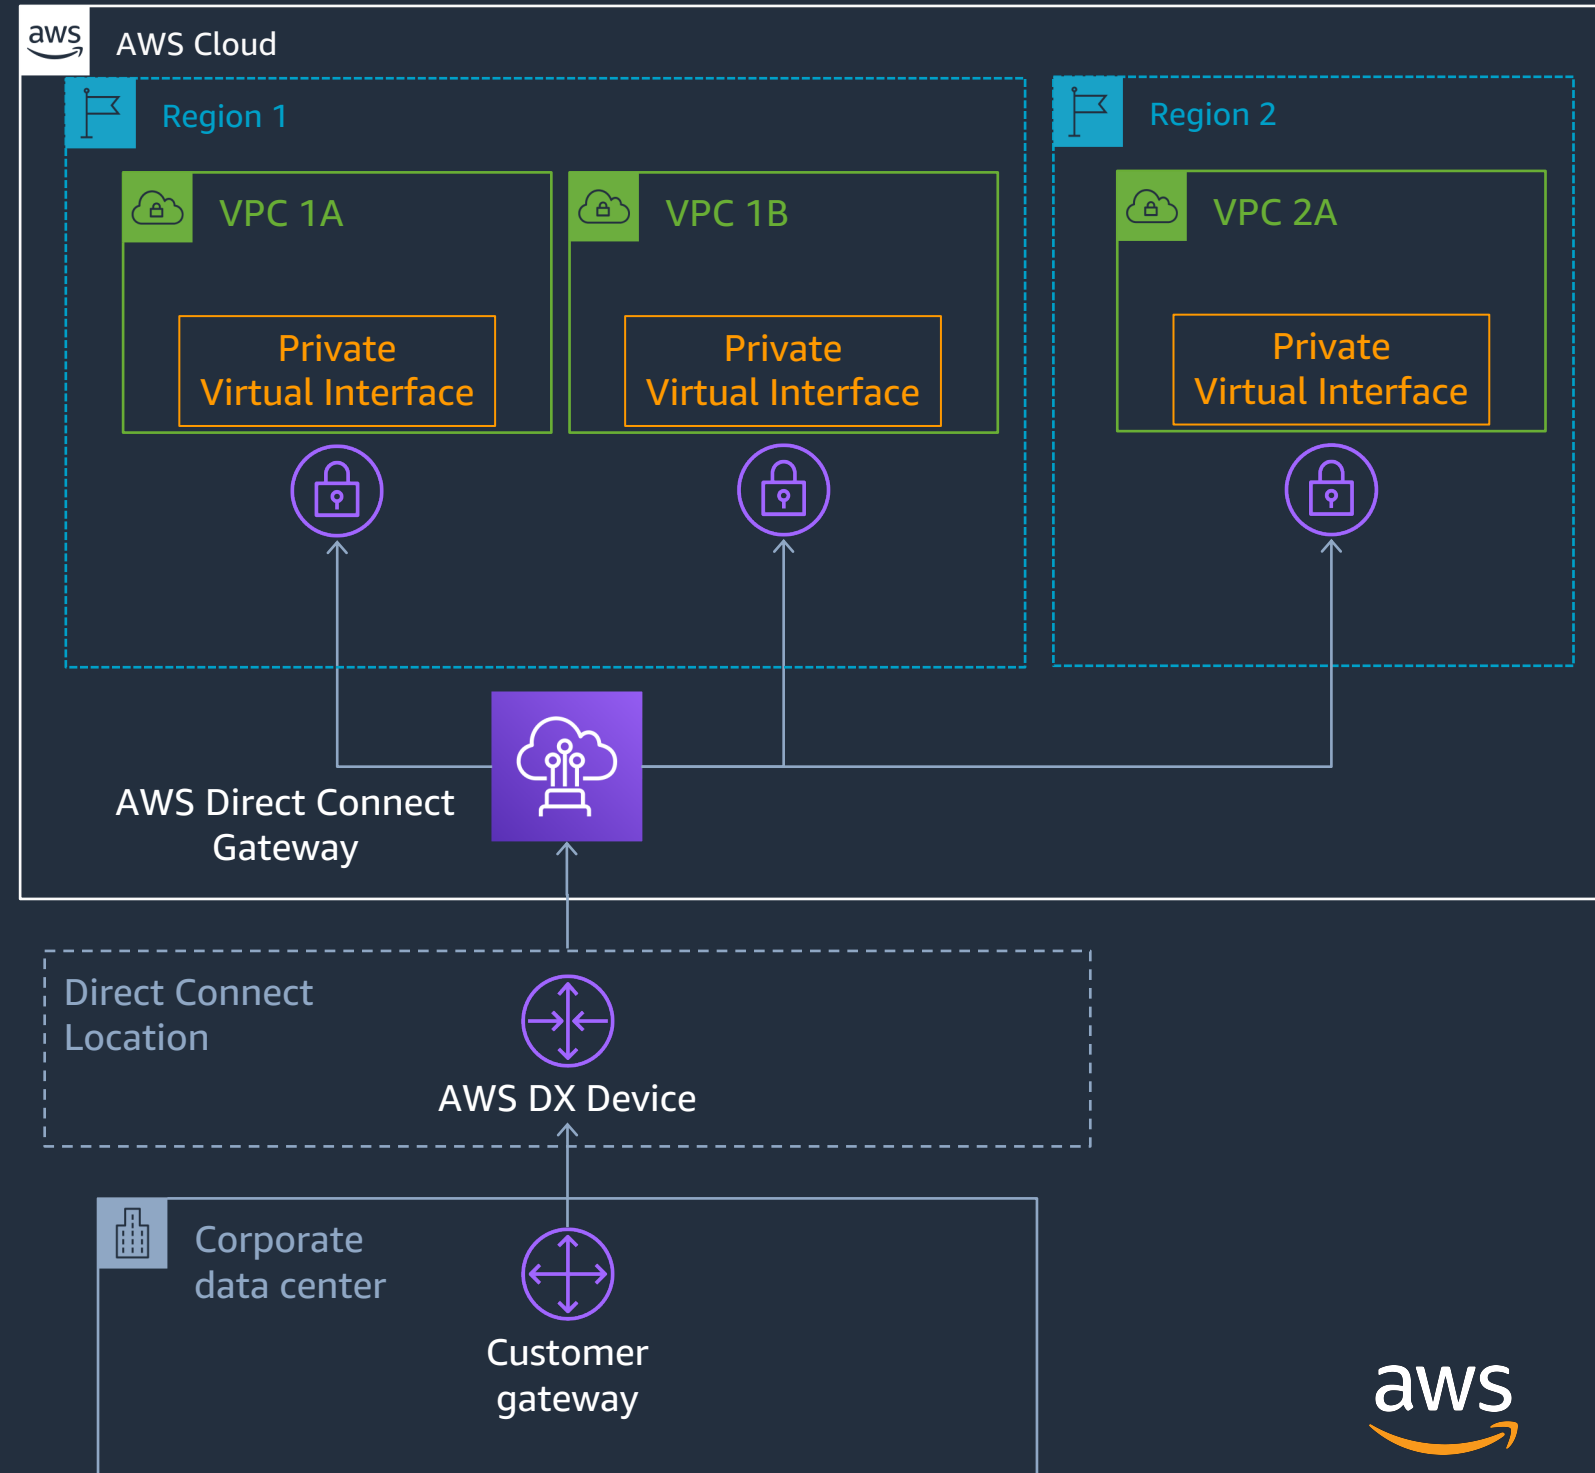 aws
AWS Cloud
Region 1
Region 2
VPC 1A
VPC 1B
VPC 2A
Private
Virtual Interface
Private
Virtual Interface
Private
Virtual Interface
AWS Direct Connect
Gateway
Direct Connect
Location
AWS DX Device
Corporate
data center
Customer
gateway
aws